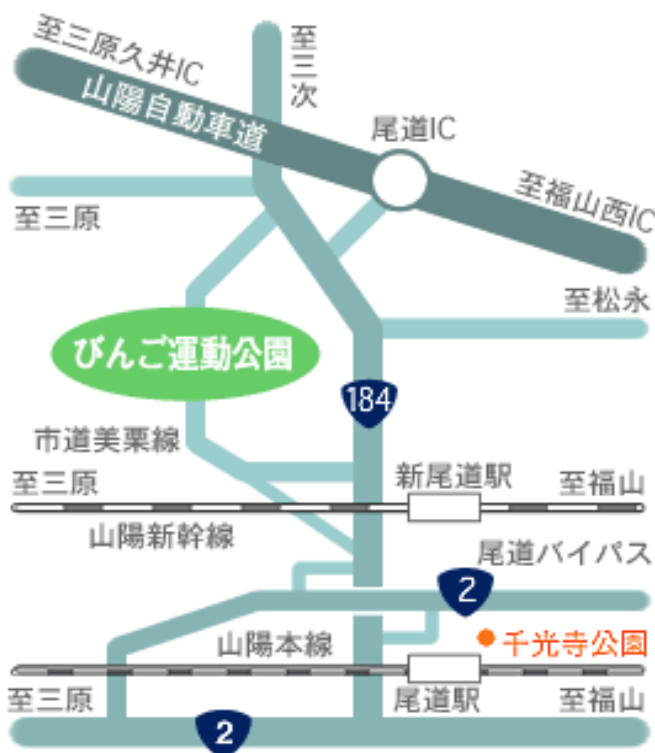 至三原久井IC
至三次
山陽自動車道
尾道IC
至福山西IC
至三原
至松永
びんご運動公園
184
市道美栗線
至三原
新尾道駅
至福山
山陽新幹線
尾道バイパス
2
山陽本線
千光寺公園
至三原
尾道駅
至福山
2